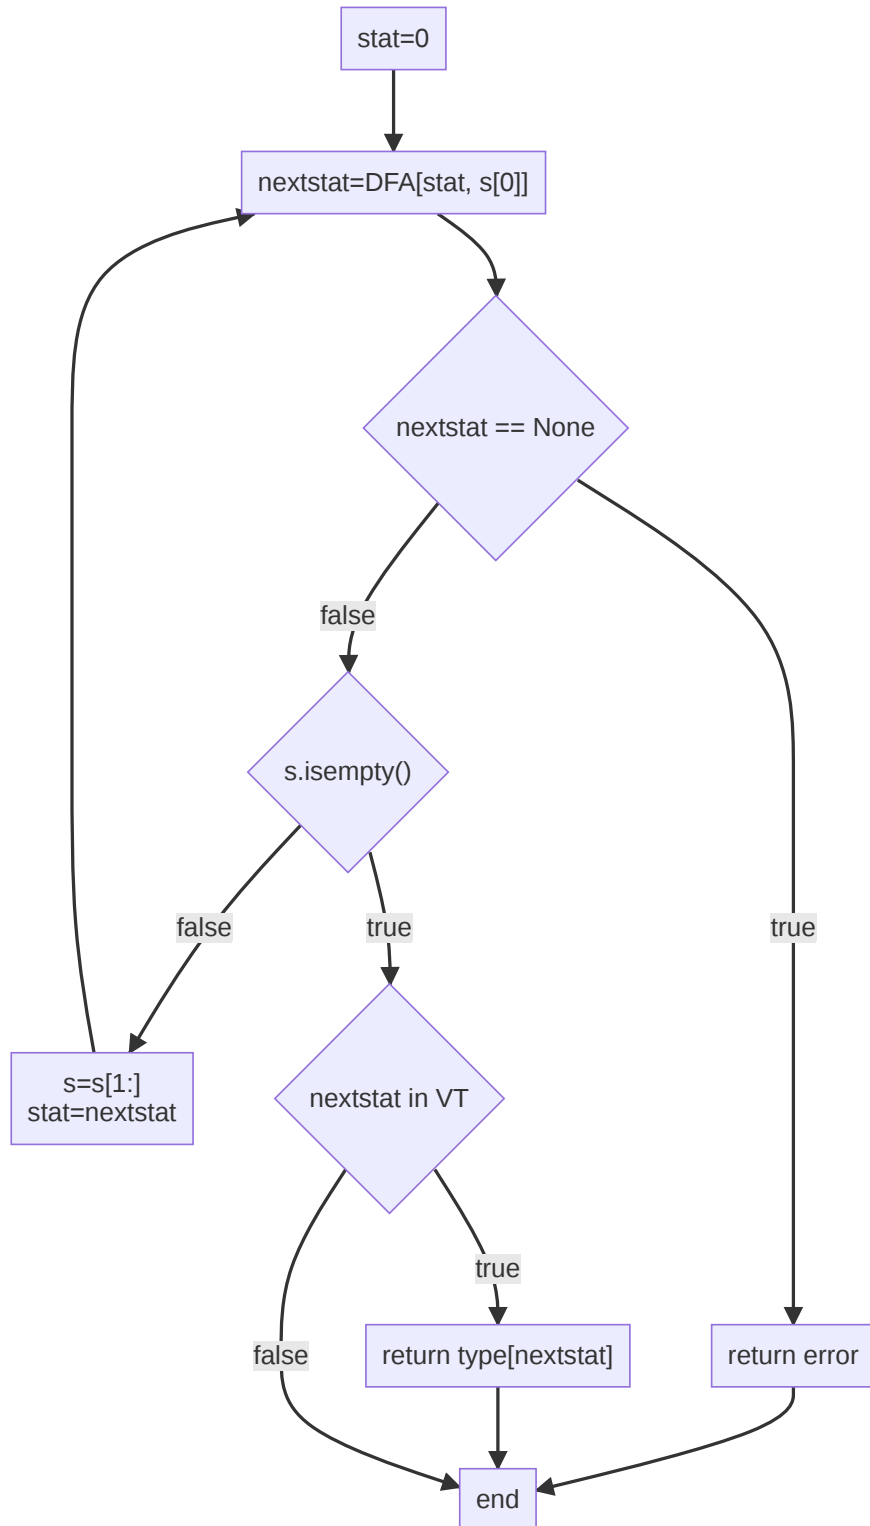 stat=0
nextstat=DFA[stat, s[0]]
nextstat == None
false
s.isempty()
false
true
true
s=s[1:]
stat=nextstat
nextstat in VT
true
false
return type[nextstat]
return error
end